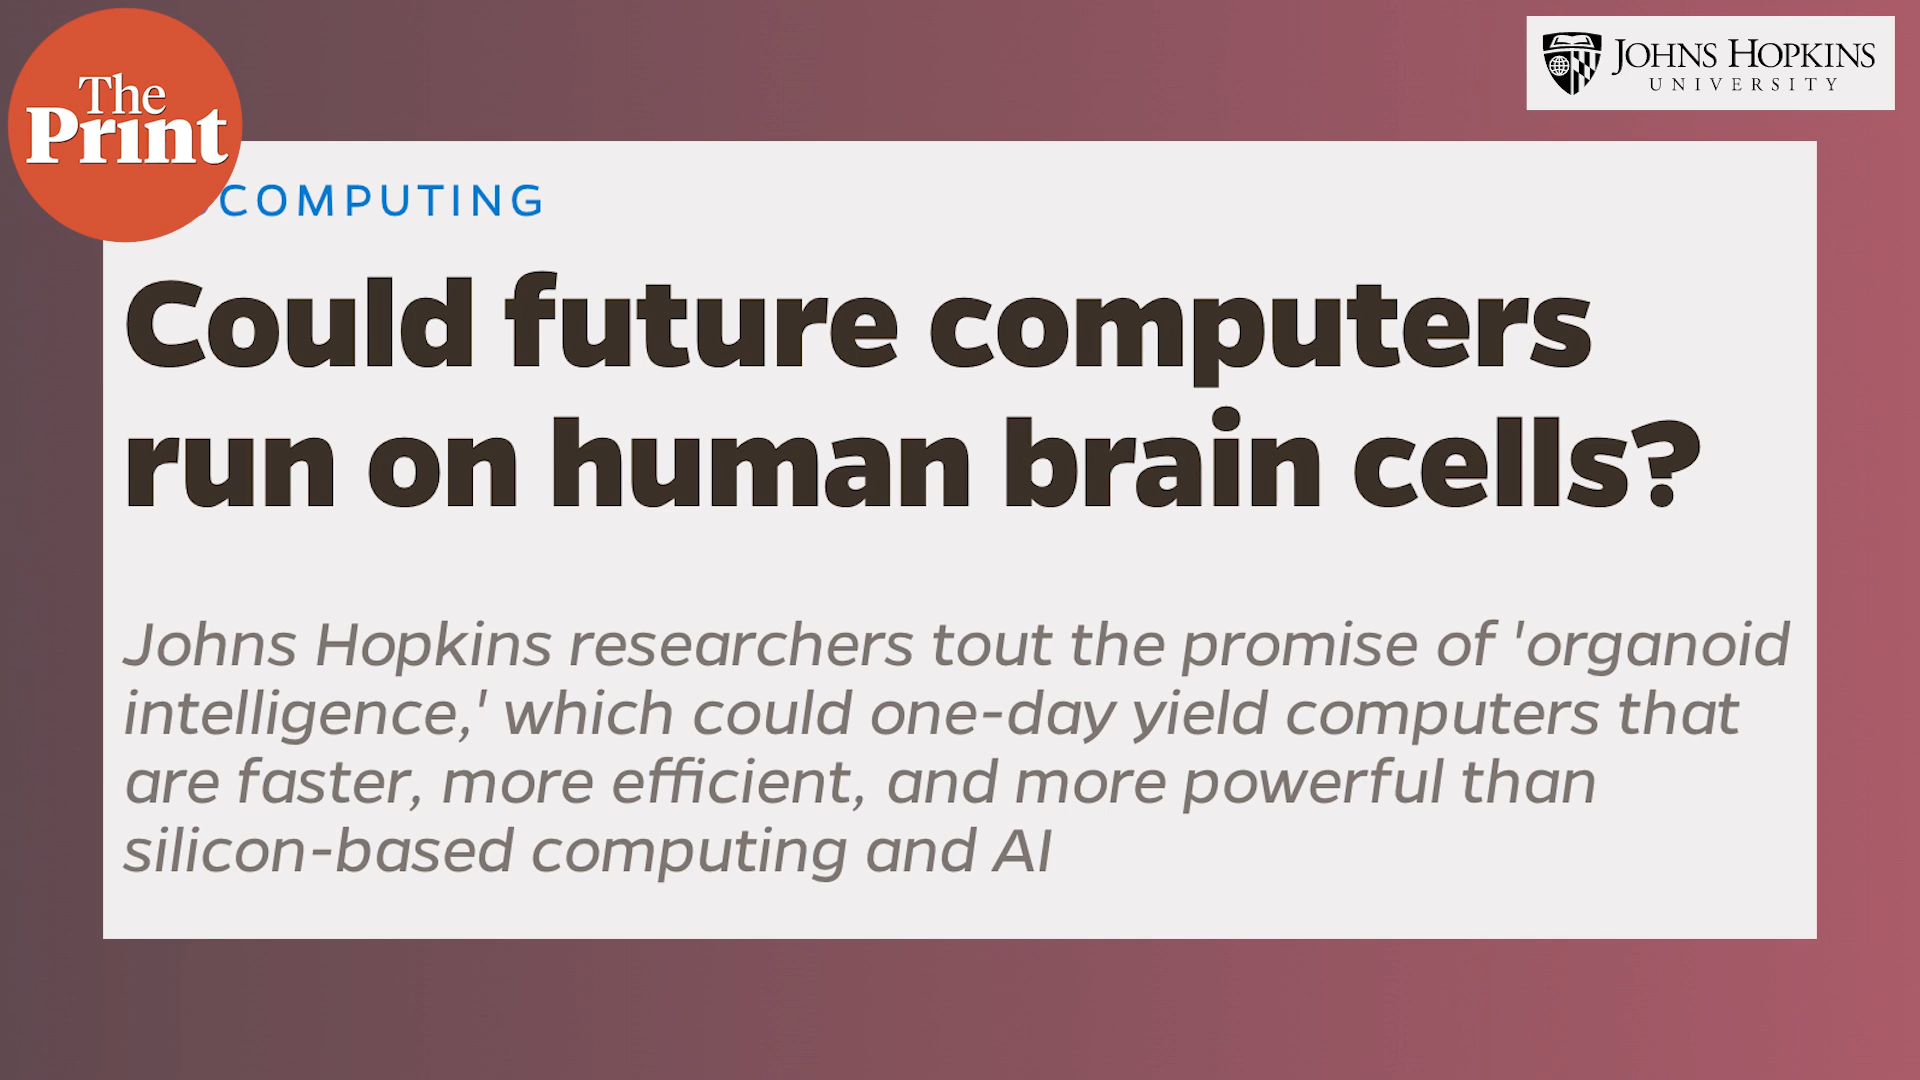 The
Print
JOHNS HOPKINS
UNIVERSITY
COMPUTING
Could future computers
run on human brain cells?
Johns Hopkins researchers tout the promise of 'organoid
intelligence,' which could one-day yield computers that
are faster, more efficient, and more powerful than
silicon-based computing and AI